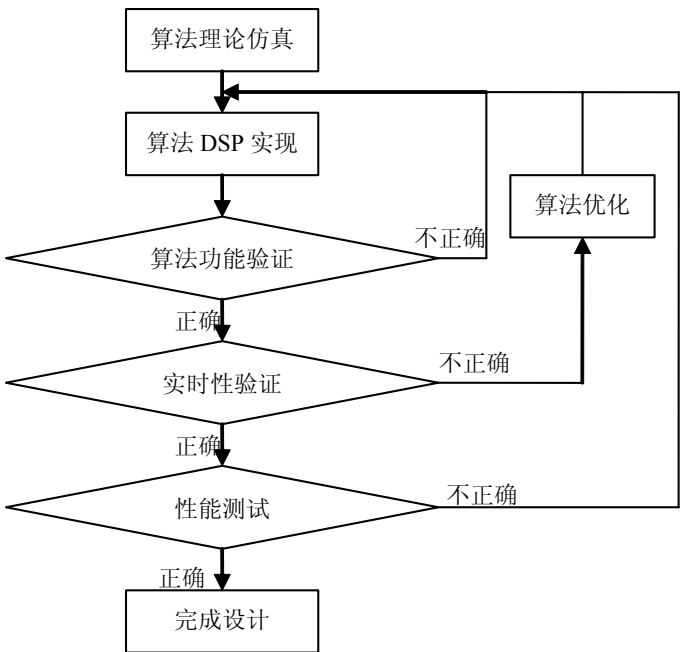 算法理论仿真
算法 DSP 实现
算法优化
不正确
算法功能验证
正确
不正确
实时性验证
正确
不正确
性能测试
正确
完成设计